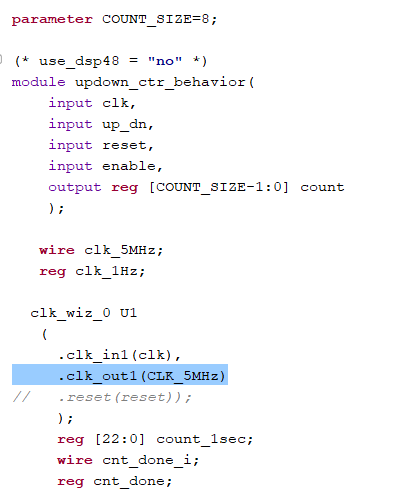 parameter COUNT_SIZE=8;
(* use_dsp48 = "no" *)
module updown_ctr_behavior(
input clk,
input up_dn,
input reset,
input enable,
output reg [COUNT_SIZE-1:0] count
);
wire clk_5MHz;
reg clk_1Hz;
clk_wiz_0 U1
(
.clk_in1(clk),
.clk_out1(CLK_5MHz)
// .reset(reset));
);
reg [22:0] count_1sec;
wire cnt_done_i;
reg cnt_done;